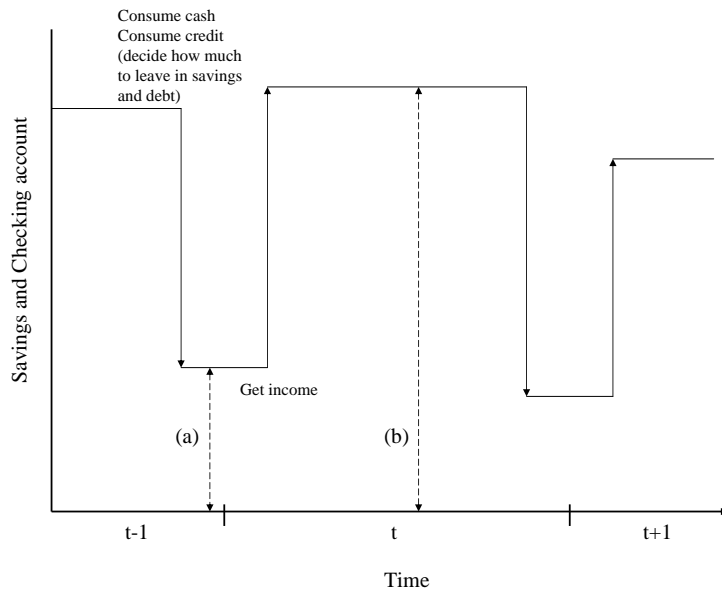 Consume cash
Consume credit
(decide how much
to leave in savings
and debt)
Savings and Checking account
Get income
(a)
(b)
t-1
t
t+1
Time